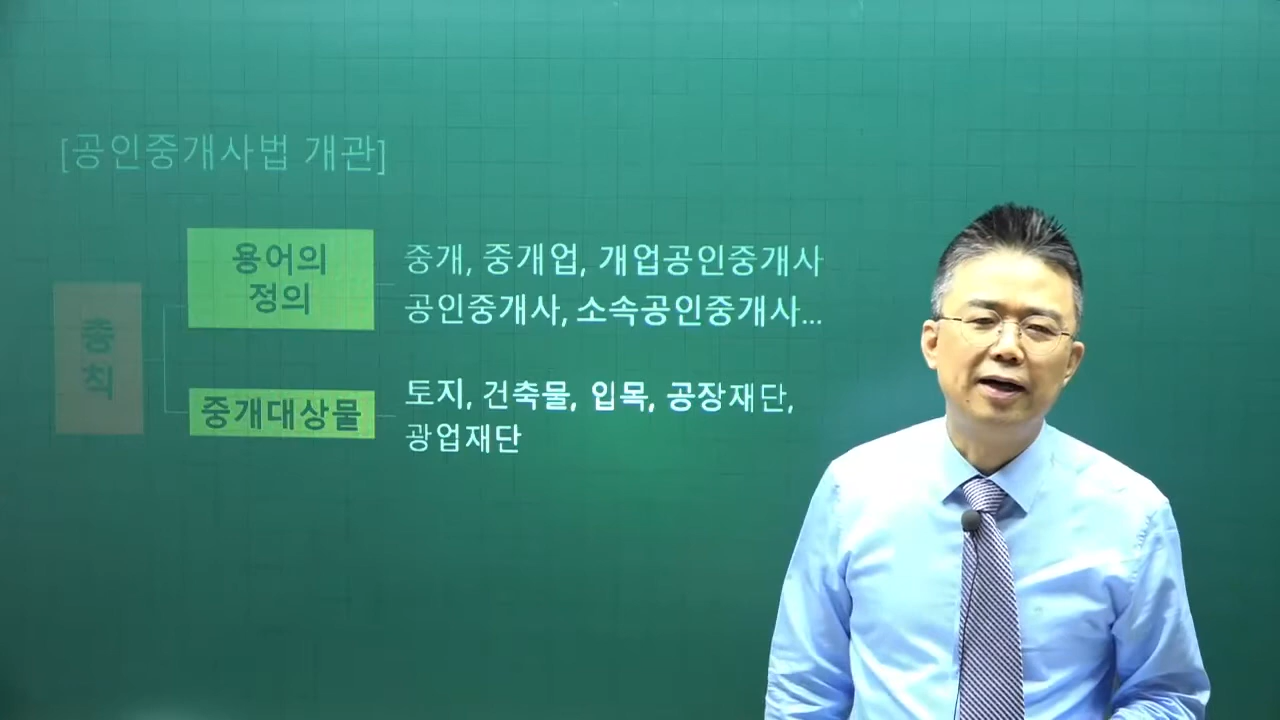 [공인중개사법 개관]
총칙
용어의
정의
중개, 중개업, 개업공인중개사
공인중개사, 소속공인중개사...
중개대상물
토지, 건축물, 입목, 공장재단,
광업재단